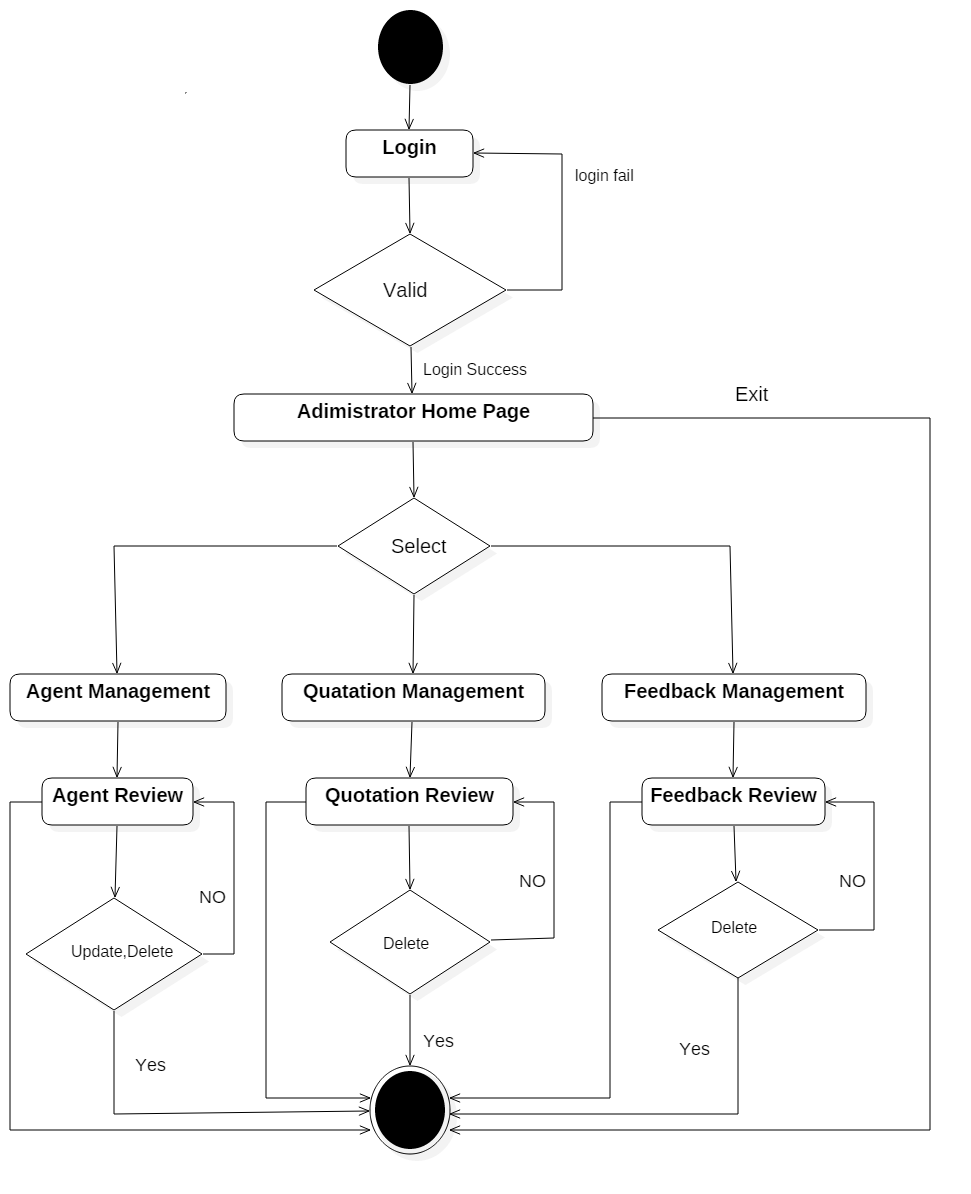 Login
login fail
Valid
Login Success
Exit
Adimistrator Home Page
Select
Agent Management
Quatation Management
Feedback Management
Agent Review
Quotation Review
Feedback Review
NO
NO
NO
Update,Delete
Delete
Delete
Yes
Yes
Yes